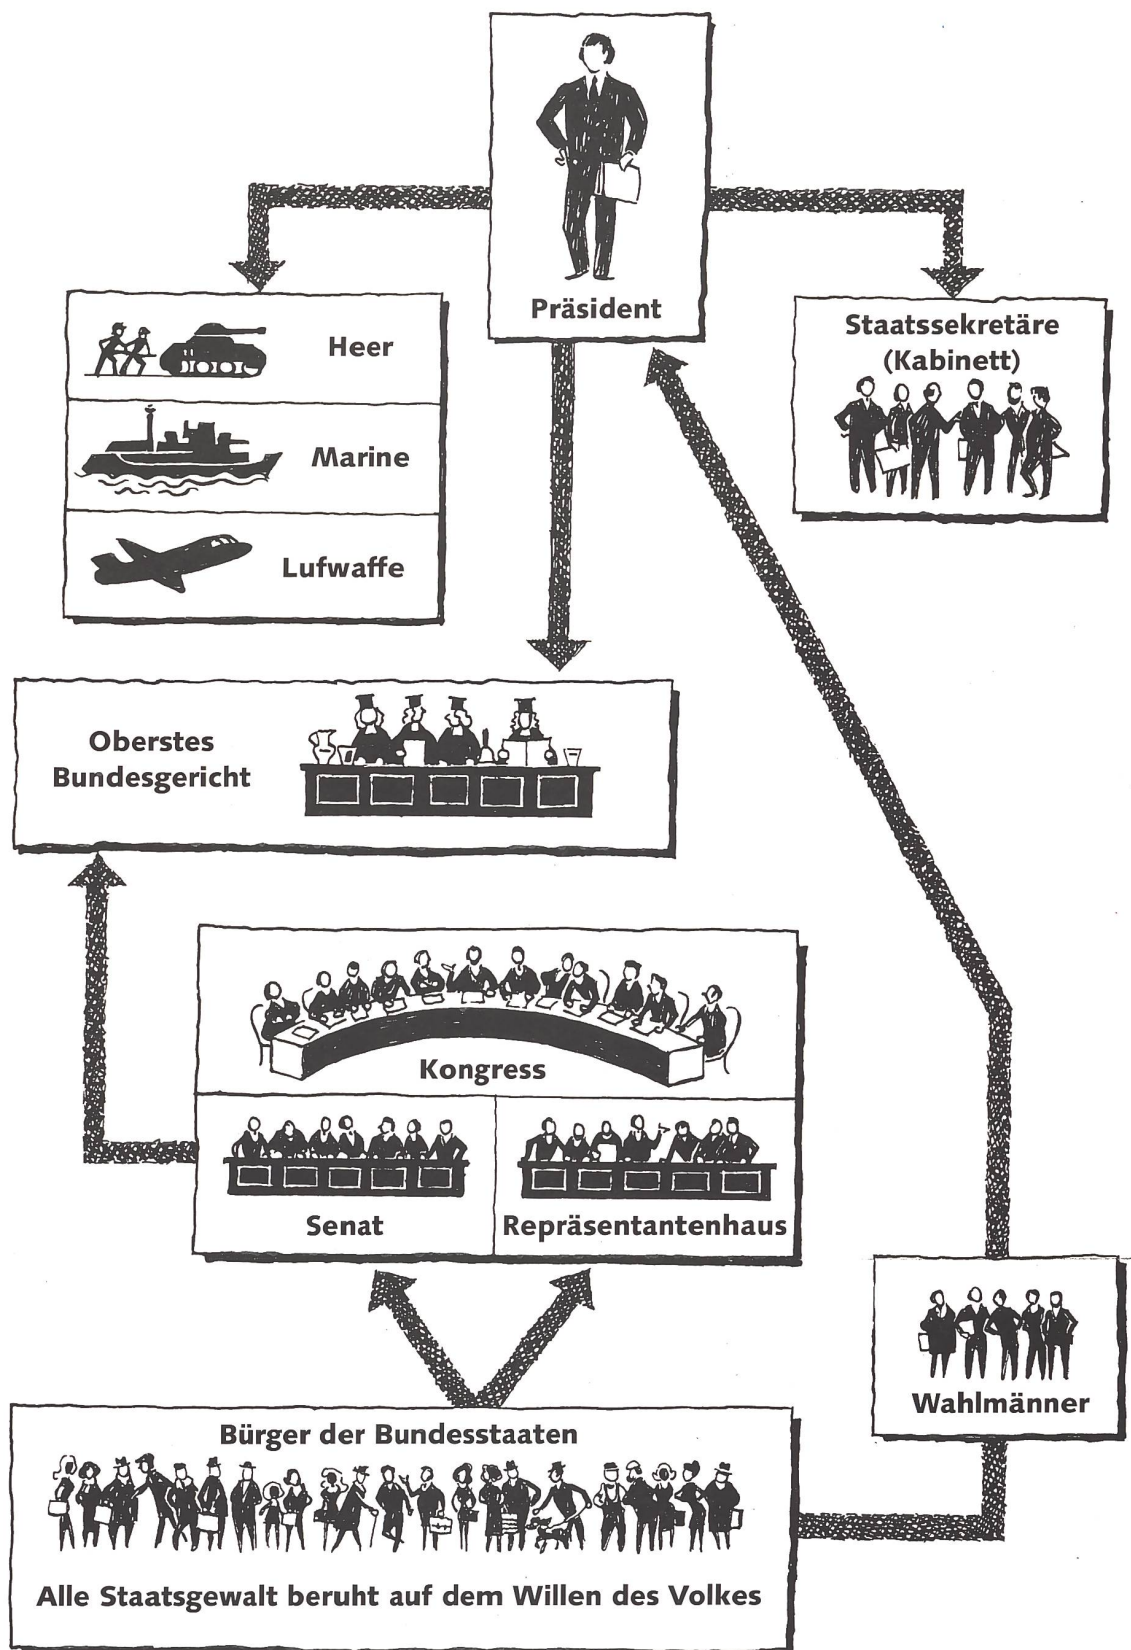 Präsident
Heer
Marine
Lufwaffe
Staatssekretäre
(Kabinett)
Oberstes
Bundesgericht
Kongress
Senat
Repräsentantenhaus
Wahlmänner
Bürger der Bundesstaaten
Alle Staatsgewalt beruht auf dem Willen des Volkes